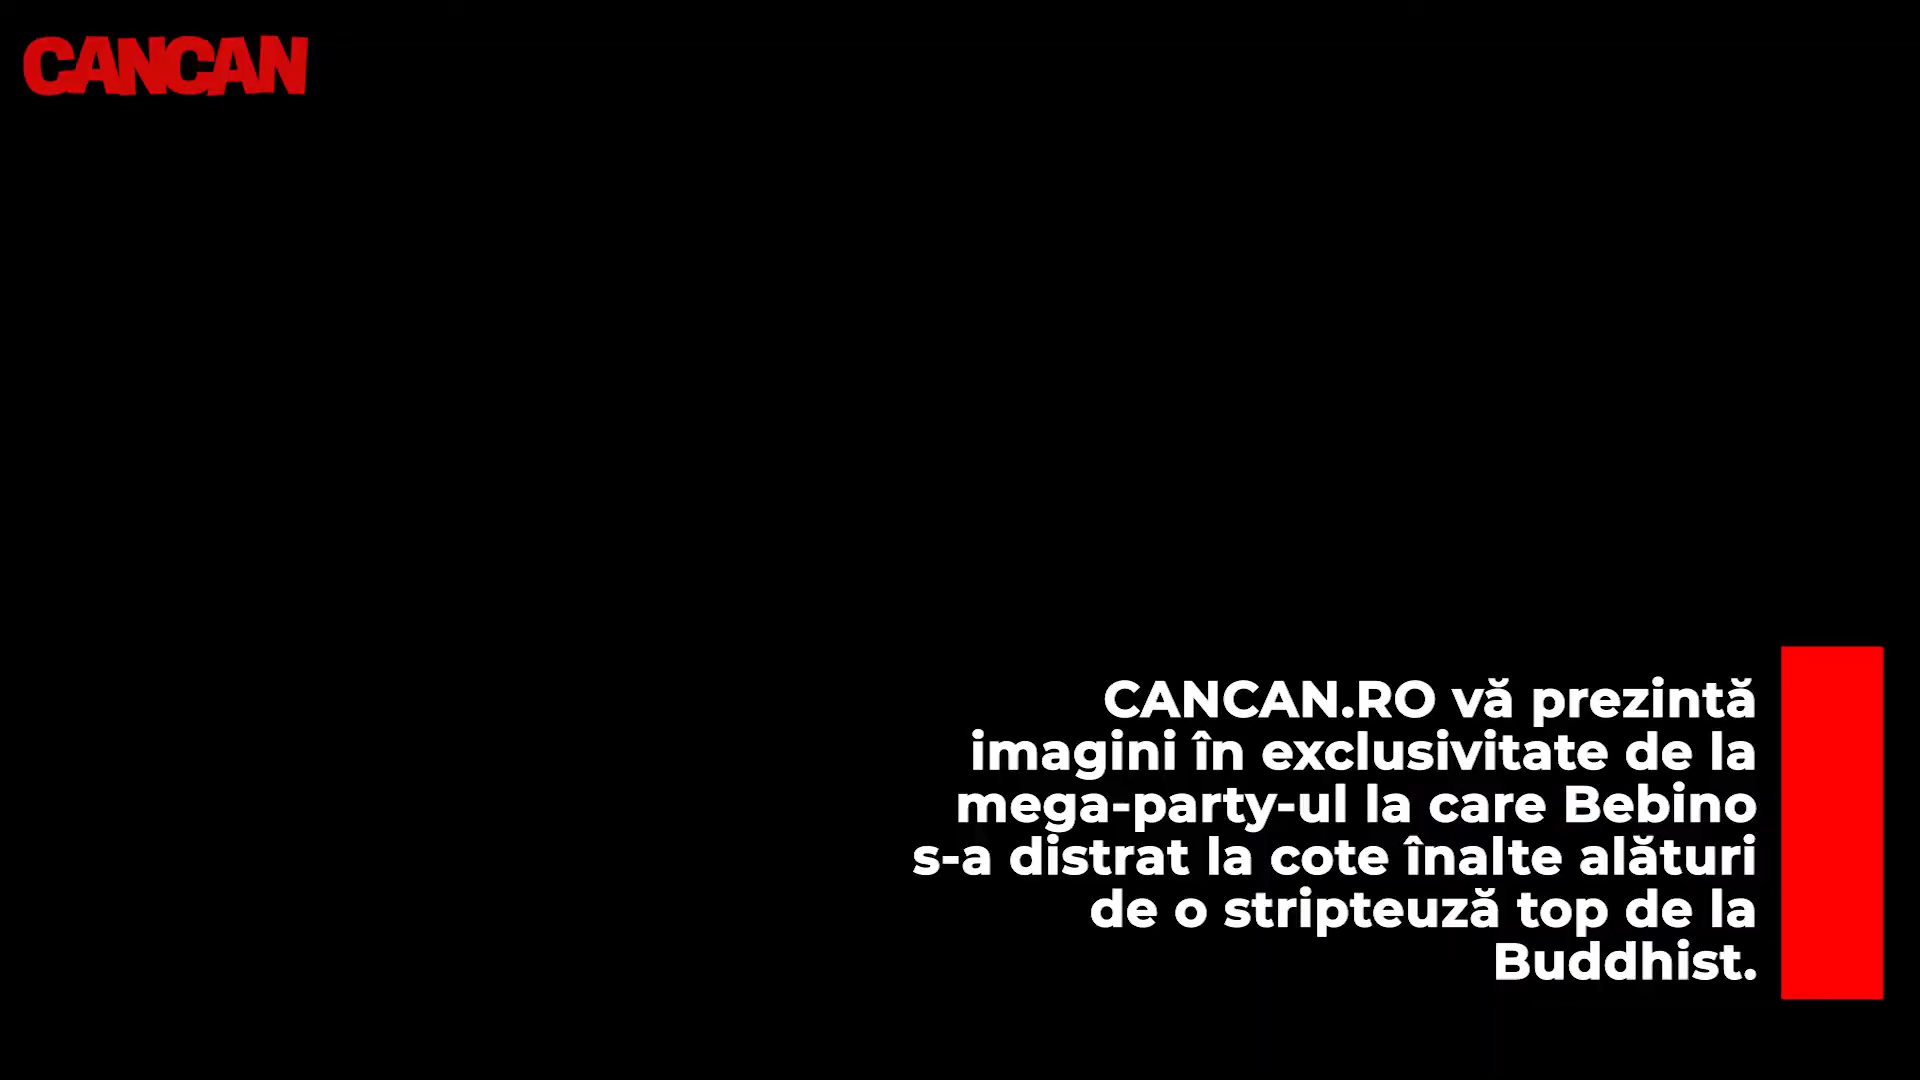 CANCAN
CANCAN.RO vă prezintă
imagini în exclusivitate de la
mega-party-ul la care Bebino
s-a distrat la cote înalte alături
de o stripteuză top de la
Buddhist.